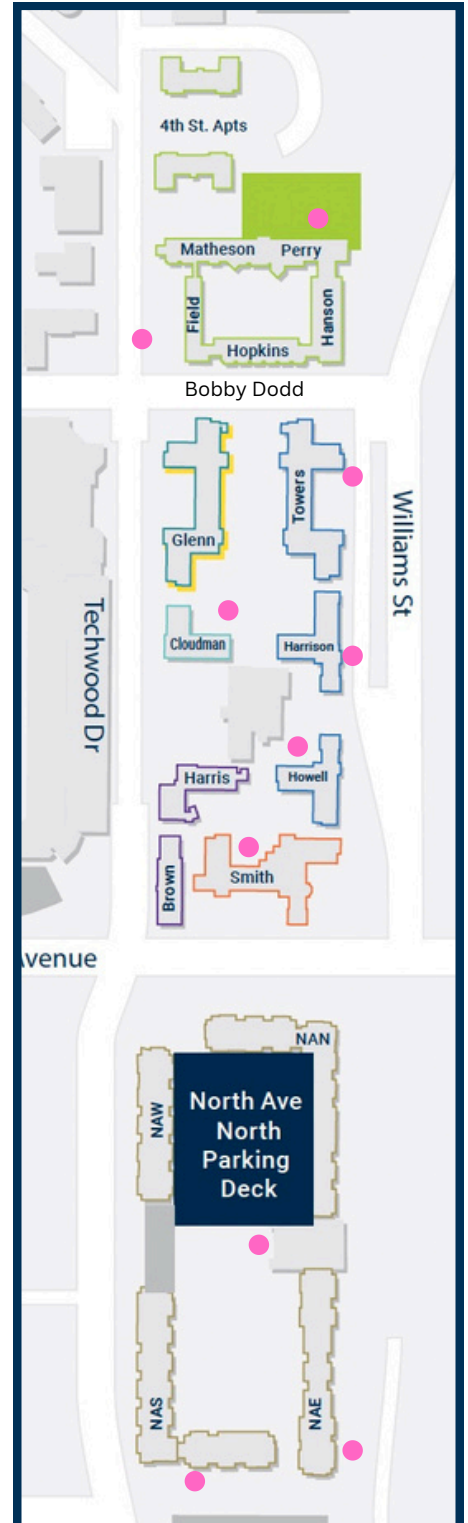 4th St. Apts
Matheson
Perry
Field
Hanson
Hopkins
Bobby Dodd
Glenn
Towers
Williams St
Cloudman
Harrison
Techwood Dr
Harris
Howell
Brown
Smith
Avenue
NAN
NAW
North Ave
North
Parking
Deck
NAS
NAE